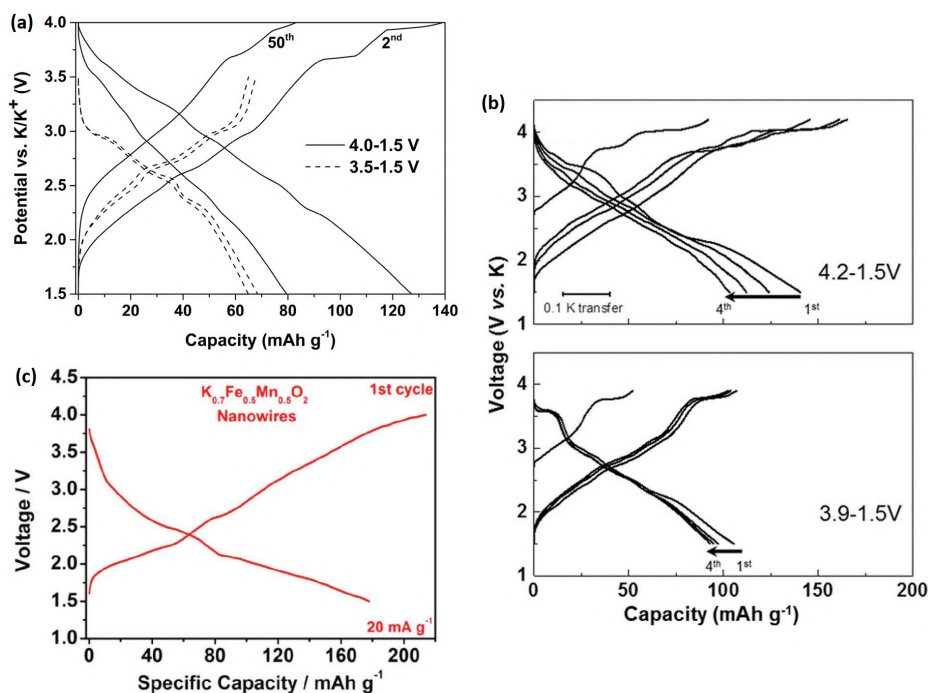 (a)
4.0
3.5
3.0
2.5
2.0
1.5
Potential vs. K/K⁺ (V)
50ᵗʰ
2ⁿᵈ
4.0-1.5 V
3.5-1.5 V
0 20 40 60 80 100 120 140
Capacity (mAh g⁻¹)
(b)
4
3
2
1
4.2-1.5V
0.1 K transfer
4ᵗʰ
1ˢᵗ
Voltage (V vs. K)
4
3
2
1
3.9-1.5V
4ᵗʰ
1ˢᵗ
0 50 100 150 200
Capacity (mAh g⁻¹)
(c)
4.5
4.0
3.5
3.0
2.5
2.0
1.5
1.0
Voltage / V
K₀.₇Fe₀.₅Mn₀.₅O₂
Nanowires
1st cycle
20 mA g⁻¹
0 40 80 120 160 200
Specific Capacity / mAh g⁻¹